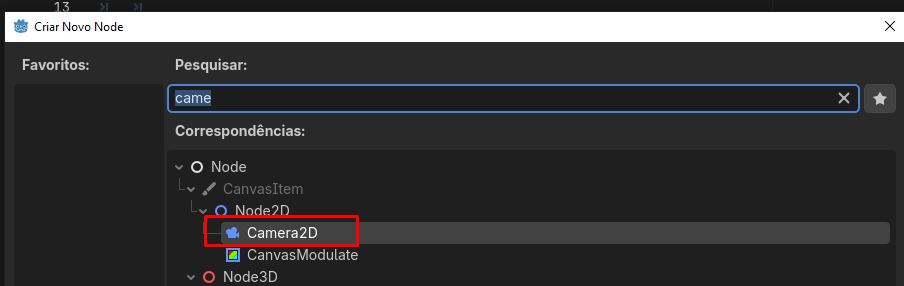 13
Criar Novo Node
Favoritos:
Pesquisar:
came
Correspondências:
Node
CanvasItem
Node2D
Camera2D
CanvasModulate
Node3D